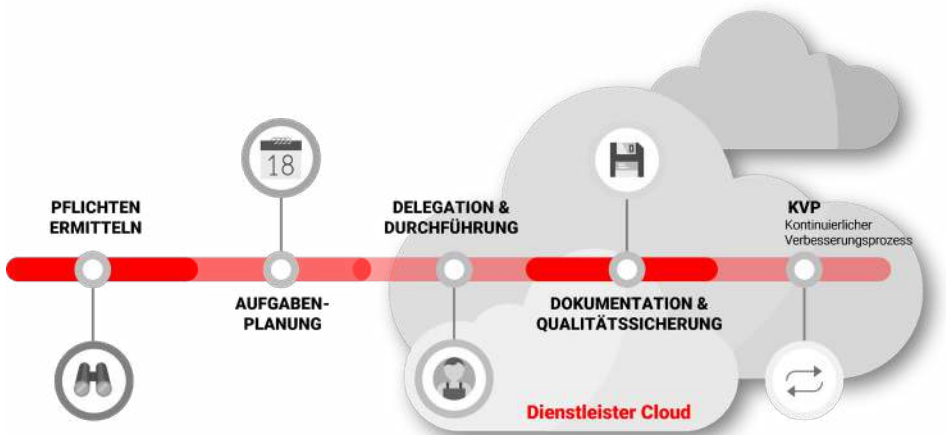 PFLICHTEN
ERMITTELN
18
AUFGABEN-
PLANUNG
DELEGATION &
DURCHFÜHRUNG
DOKUMENTATION &
QUALITÄTSSICHERUNG
KVP
Kontinuierlicher
Verbesserungsprozess
Dienstleister Cloud